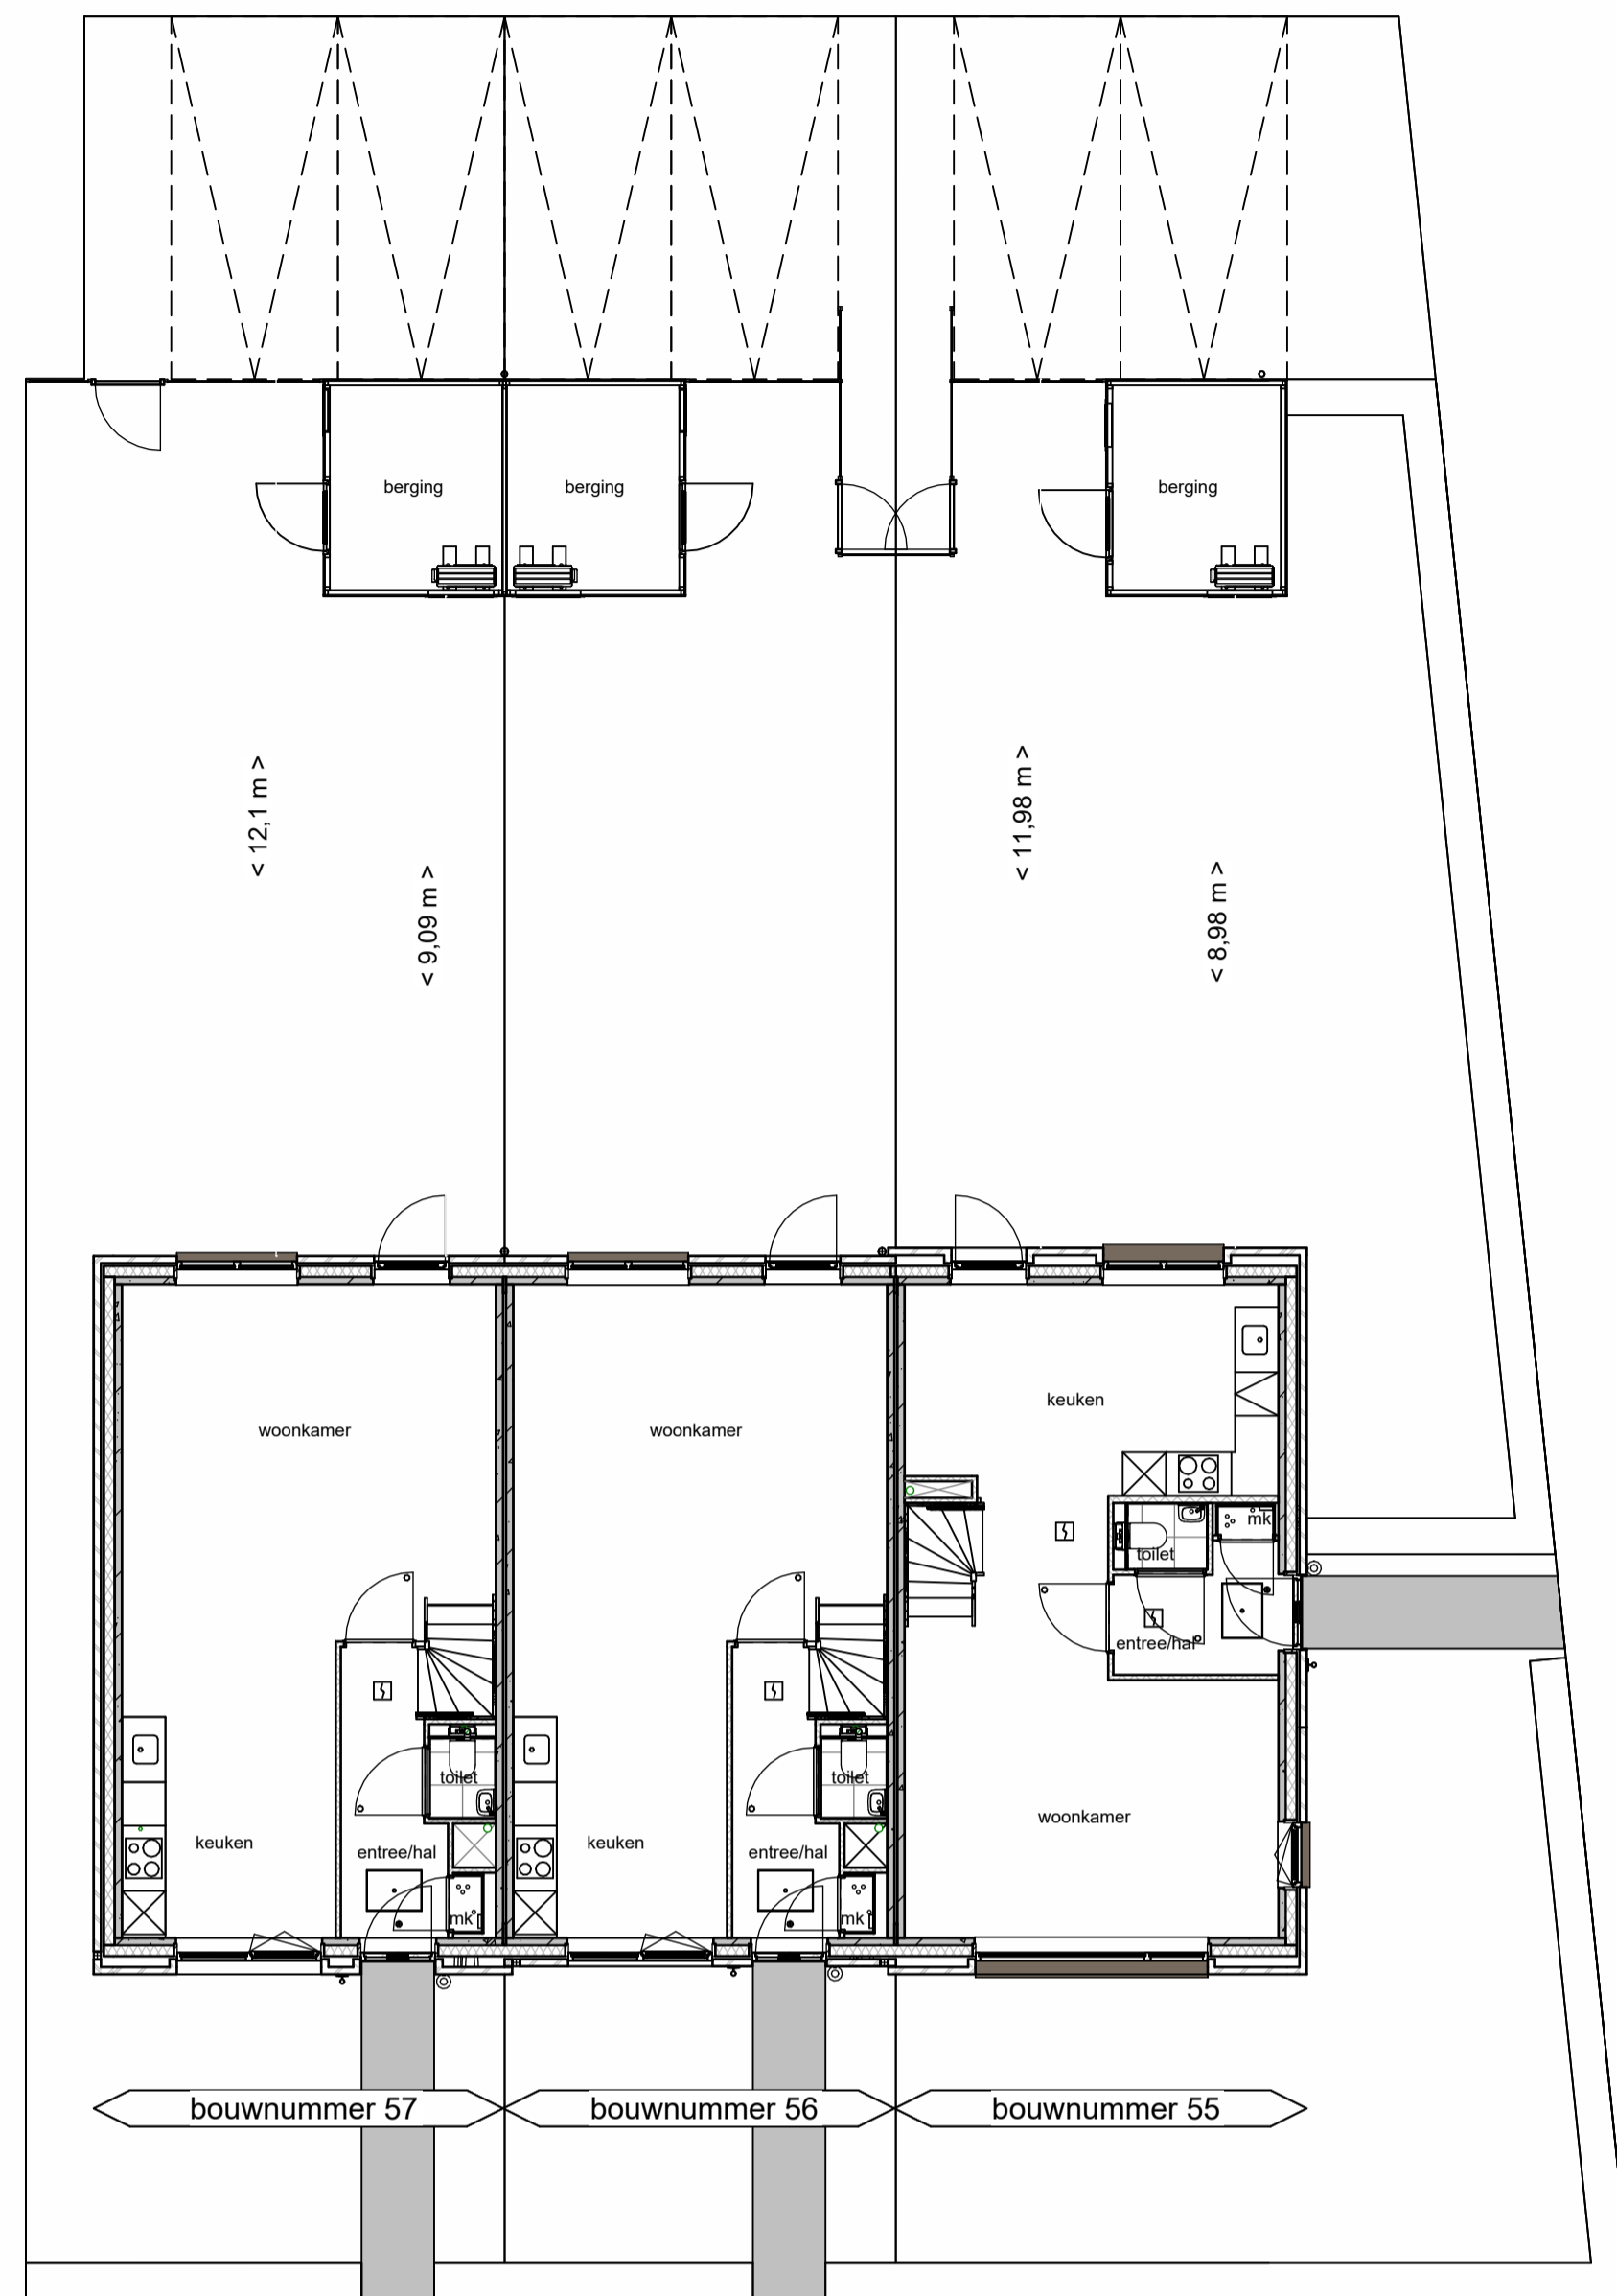 berging
berging
berging
< 12,1 m >
< 9,09 m >
< 11,98 m >
< 8,98 m >
woonkamer
woonkamer
keuken
mk
toilet
entree/hal
toilet
toilet
woonkamer
keuken
entree/hal
keuken
entree/hal
mk
mk
bouwnummer 57
bouwnummer 56
bouwnummer 55